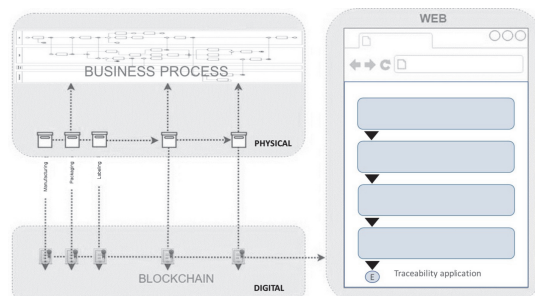 WEB
BUSINESS PROCESS
PHYSICAL
Manufacturing
Packaging
Labeling
BLOCKCHAIN
DIGITAL
E
Traceability application